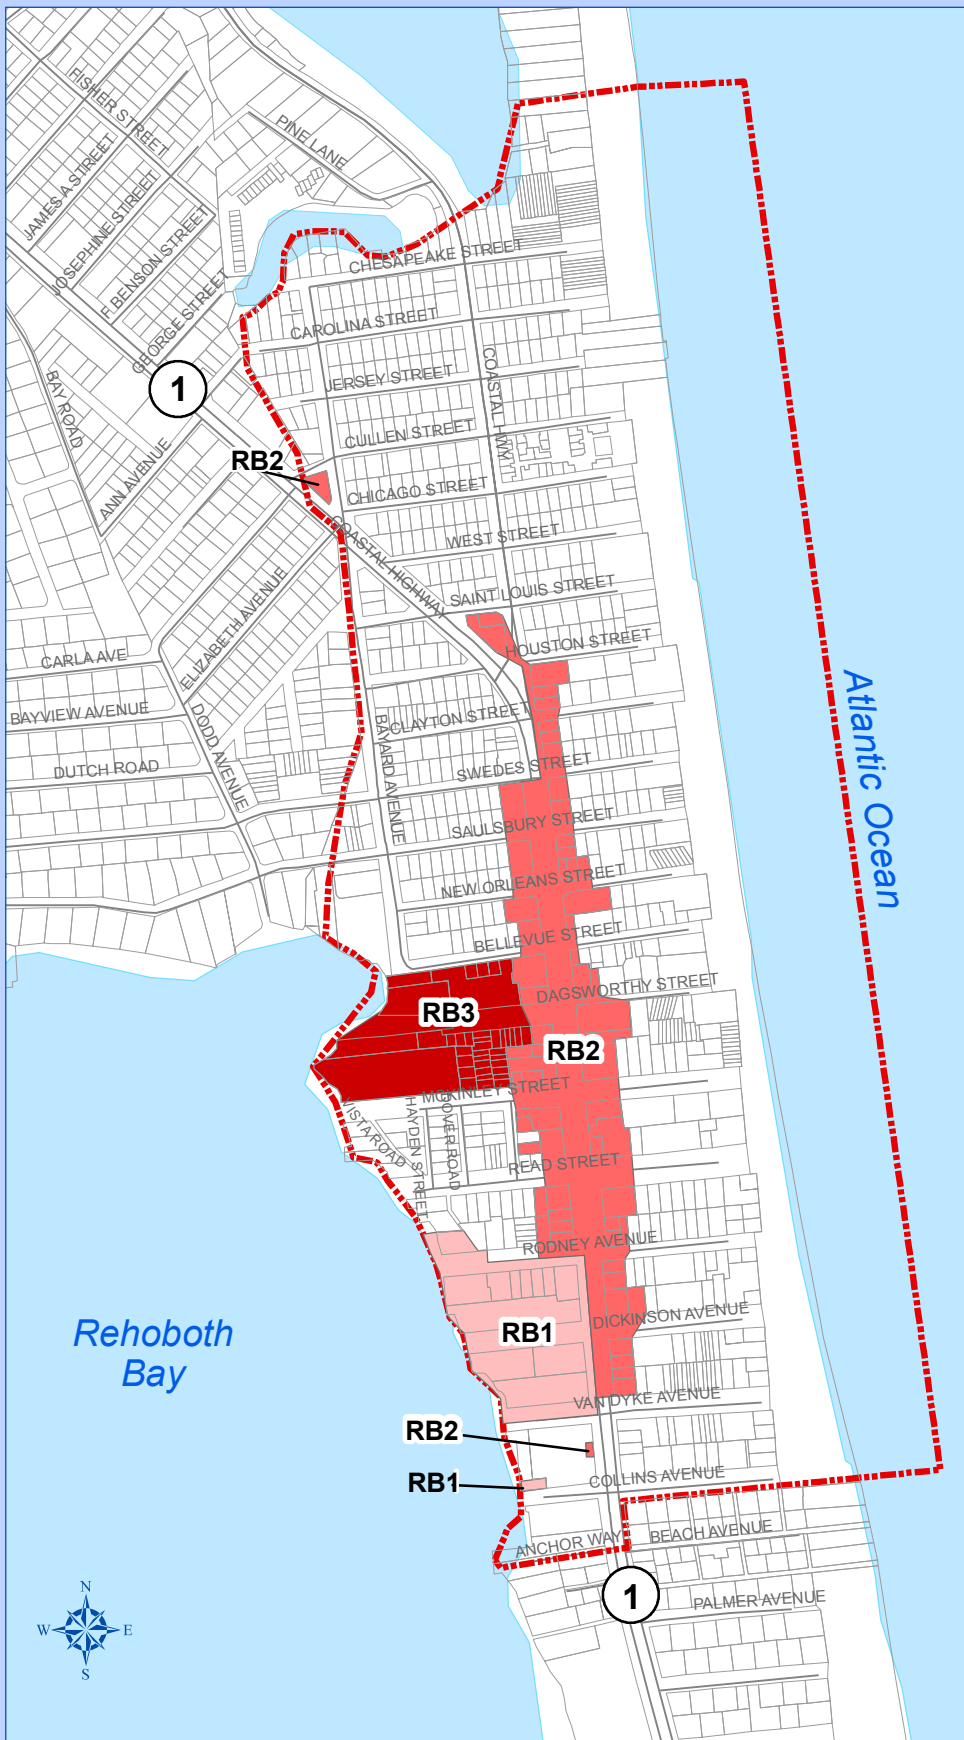 FISHER STREET
PINE LANE
JAMES A STREET
JOSEPHINE STREET
F. BENSON STREET
GEORGE STREET
CHESAPEAKE STREET
CAROLINA STREET
JERSEY STREET
COASTAL HWY
BAY ROAD
1
CULLEN STREET
RB2
ANN AVENUE
CHICAGO STREET
WEST STREET
COASTAL HIGHWAY
SAINT LOUIS STREET
ELIZABETH AVENUE
HOUSTON STREET
CARLA AVE
BAYVIEW AVENUE
DODD AVENUE
CLAYTON STREET
BAYARD AVENUE
DUTCH ROAD
SWEDES STREET
Atlantic Ocean
SAULSBURY STREET
NEW ORLEANS STREET
BELLEVUE STREET
DAGSWORTHY STREET
RB3
RB2
MCKINLEY STREET
VISTA ROAD
HAYDEN STREET
GOVER ROAD
READ STREET
RODNEY AVENUE
DICKINSON AVENUE
RB1
Rehoboth
Bay
VAN DYKE AVENUE
RB2
RB1
COLLINS AVENUE
ANCHOR WAY
BEACH AVENUE
1
PALMER AVENUE
N
W
E
S